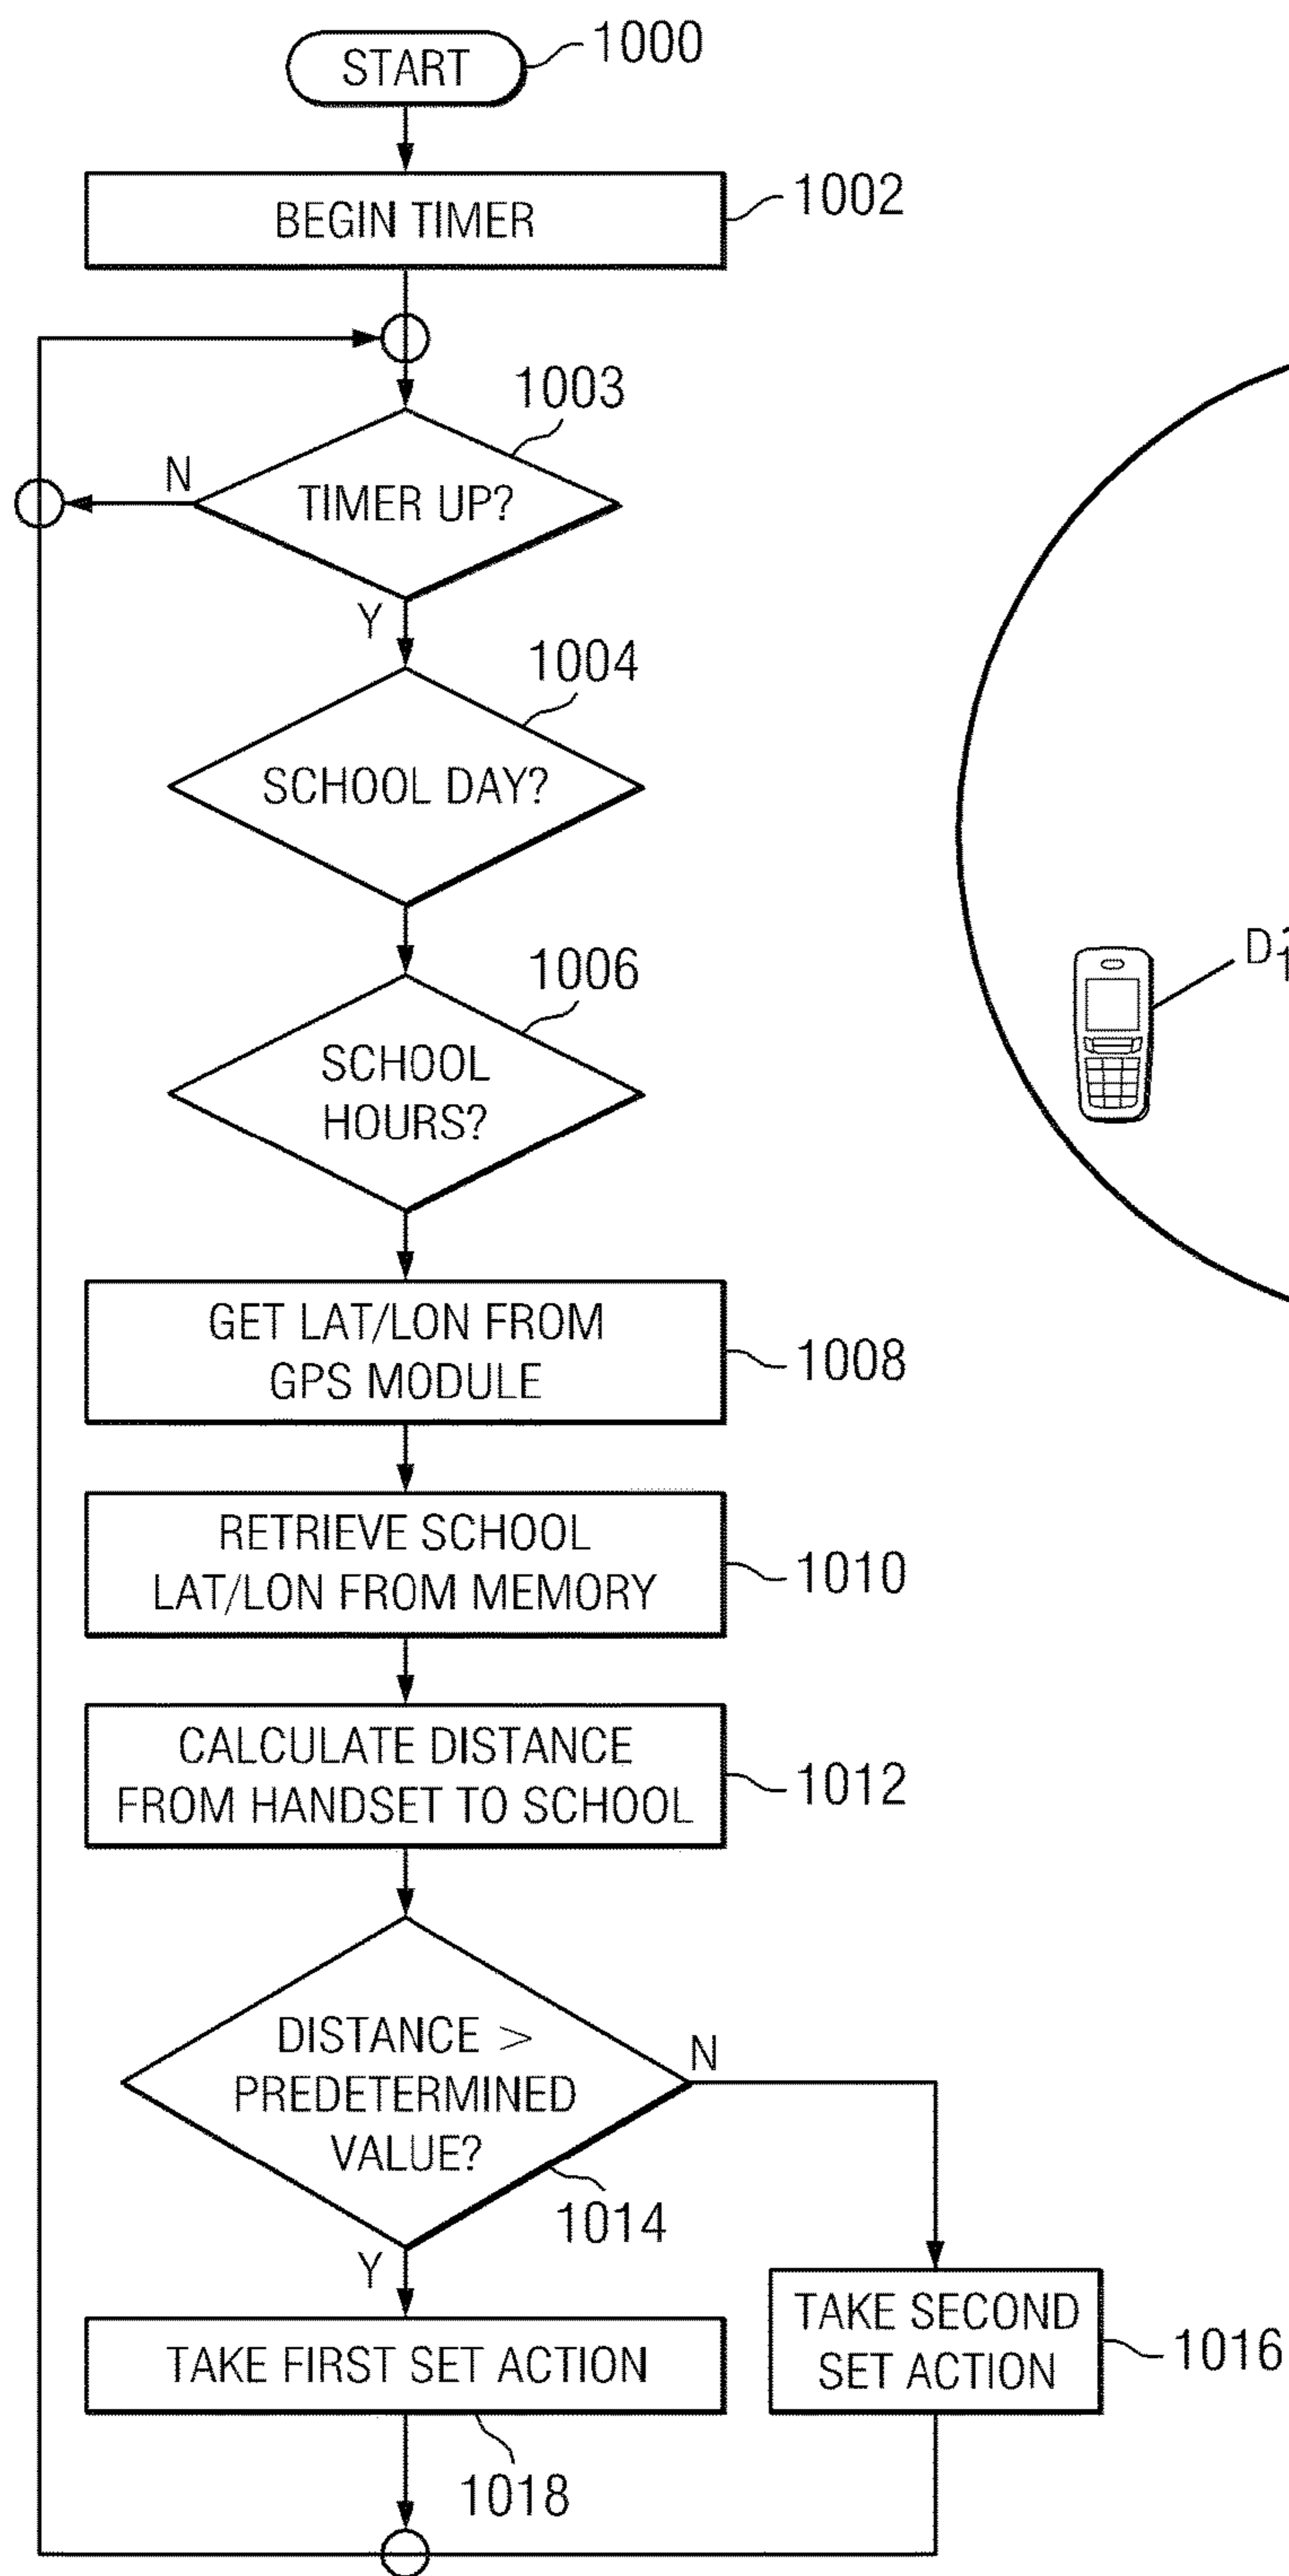 START
1000
BEGIN TIMER
1002
1003
N
TIMER UP?
Y
1004
SCHOOL DAY?
1006
SCHOOL
HOURS?
D1
GET LAT/LON FROM
GPS MODULE
1008
RETRIEVE SCHOOL
LAT/LON FROM MEMORY
1010
CALCULATE DISTANCE
FROM HANDSET TO SCHOOL
1012
DISTANCE >
PREDETERMINED
VALUE?
N
1014
Y
TAKE FIRST SET ACTION
1018
TAKE SECOND
SET ACTION
1016